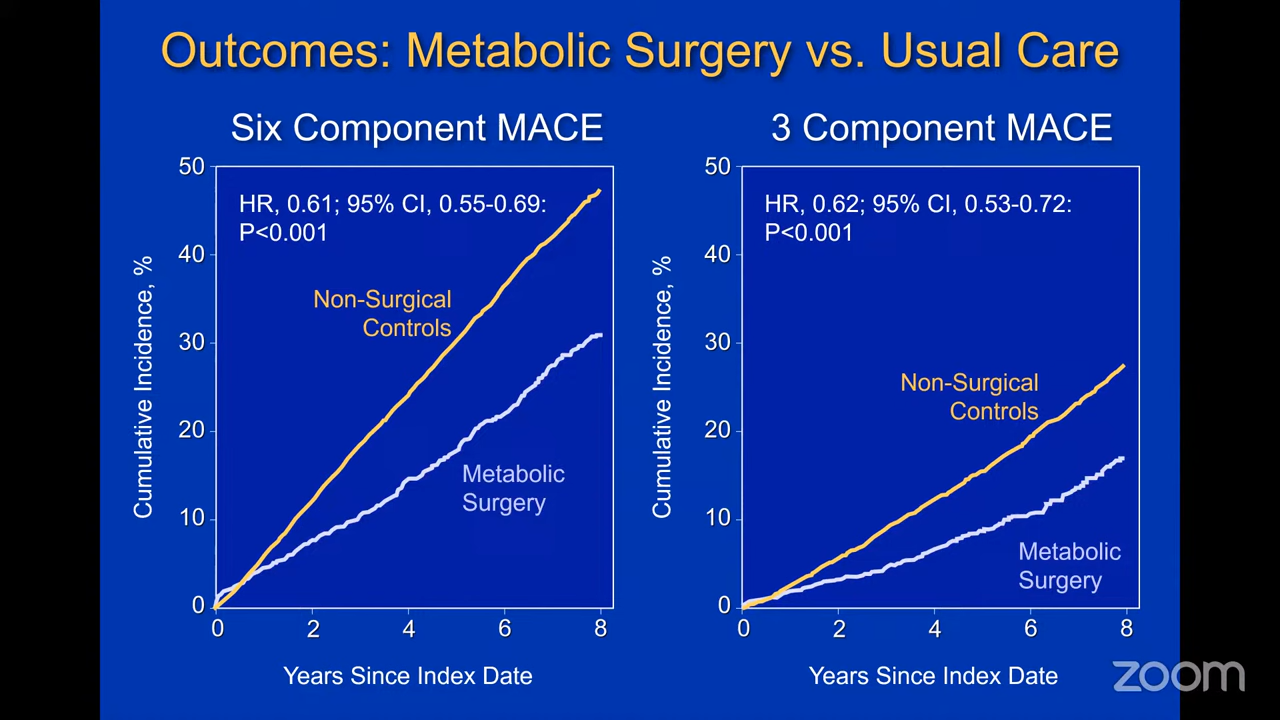 Outcomes: Metabolic Surgery vs. Usual Care
Six Component MACE
50
40
30
20
10
0
Cumulative Incidence, %
HR, 0.61; 95% CI, 0.55-0.69:
P<0.001
Non-Surgical
Controls
Metabolic
Surgery
0 2 4 6 8
Years Since Index Date
3 Component MACE
50
40
30
20
10
0
Cumulative Incidence, %
HR, 0.62; 95% CI, 0.53-0.72:
P<0.001
Non-Surgical
Controls
Metabolic
Surgery
0 2 4 6 8
Years Since Index Date
zoom